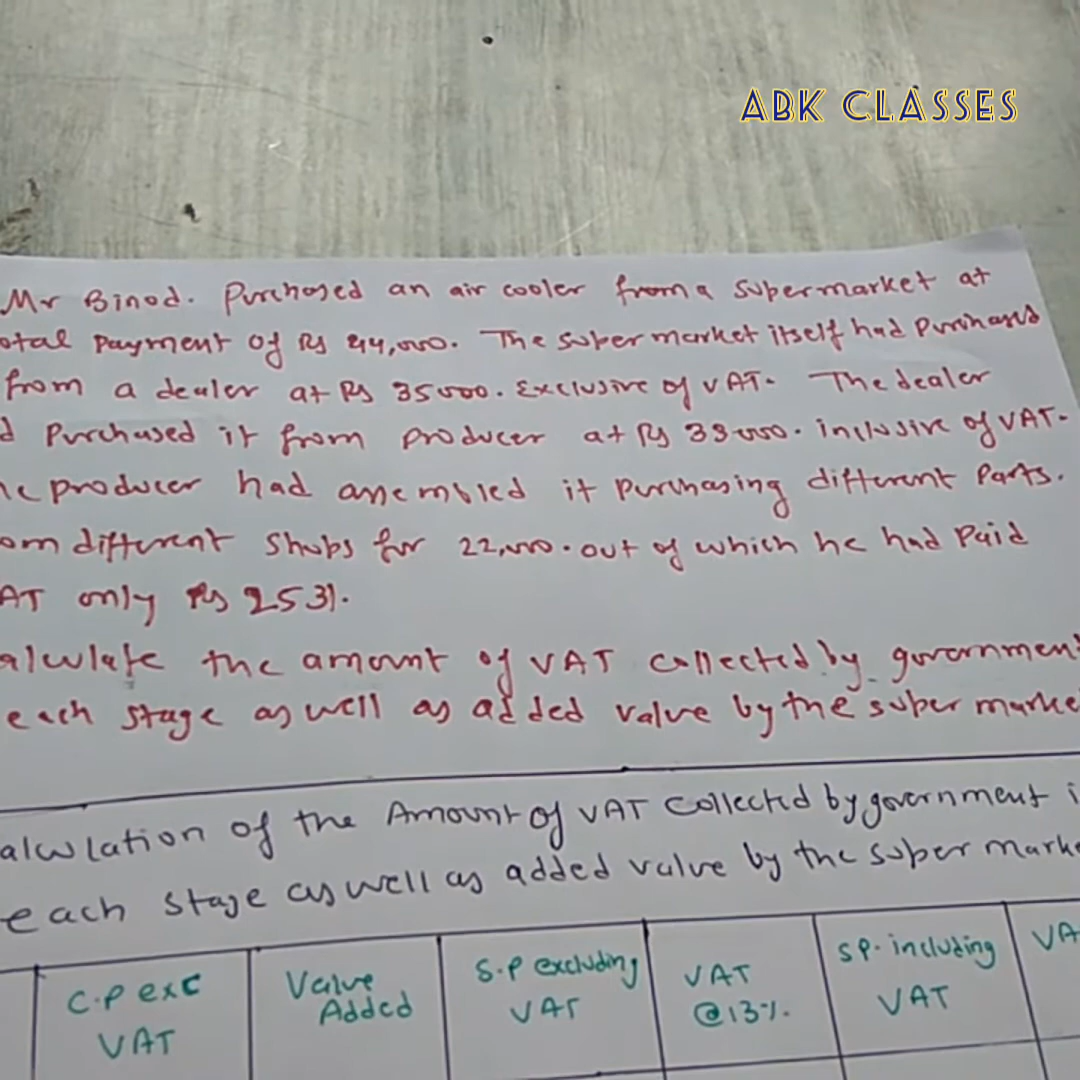 ABK CLASSES
Mr Binod. Purchased an air cooler from a supermarket at
otal payment of Rs 44,000. The super market itself had Purchased
from a dealer at Rs 35000. Exclusive of VAT. The dealer
d Purchased it from producer at Rs 33000. inclusive of VAT.
he producer had assembled it purchasing different Parts.
om different Shops for 22,000. out of which he had Paid
AT only Rs 2531.
alculate the amount of VAT collected by government
each stage as well as added value by the super marke
alculation of the Amount of VAT collected by government i
each stage as well as added value by the super marke
C.P exc VAT
Value Added
S.P excluding VAT
VAT @13%.
SP. including VAT
VA